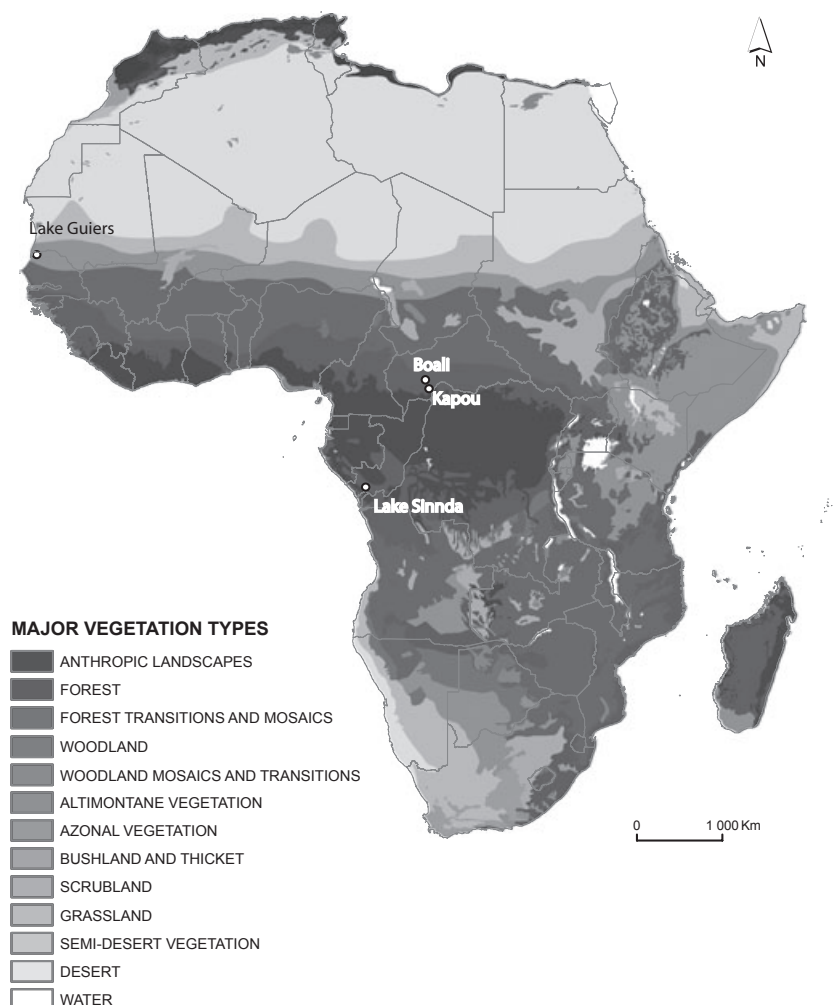 N
Lake Guiers
Boali
Kapou
Lake Sinnda
MAJOR VEGETATION TYPES
ANTHROPIC LANDSCAPES
FOREST
FOREST TRANSITIONS AND MOSAICS
WOODLAND
WOODLAND MOSAICS AND TRANSITIONS
ALTIMONTANE VEGETATION
AZONAL VEGETATION
BUSHLAND AND THICKET
SCRUBLAND
GRASSLAND
SEMI-DESERT VEGETATION
DESERT
WATER
0 1 000 Km